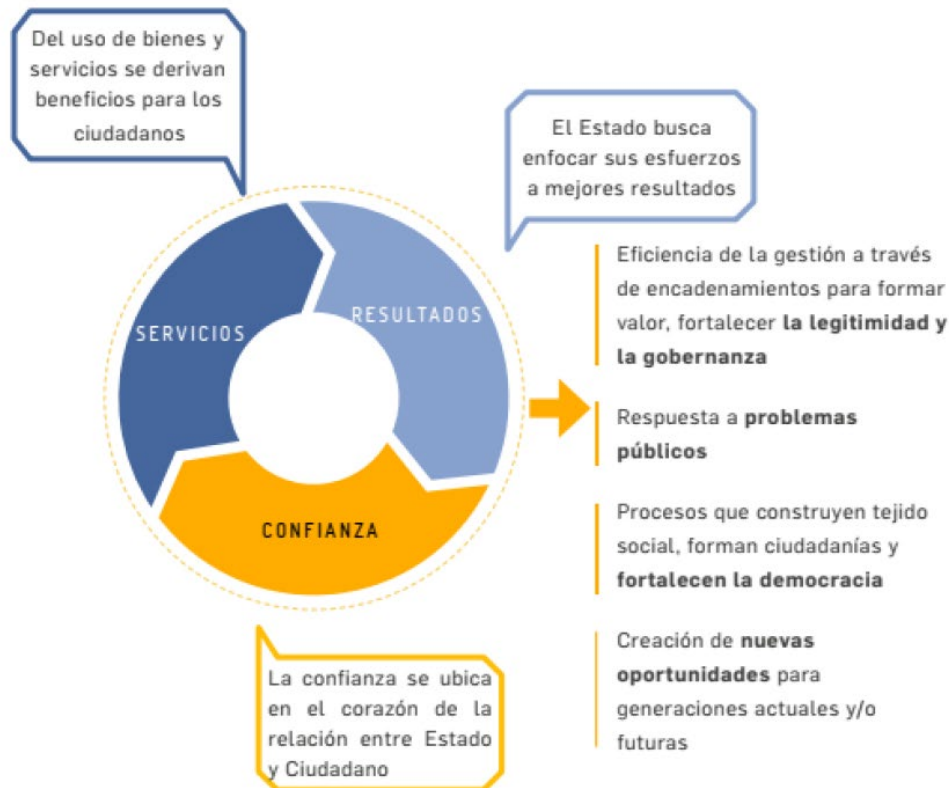 Del uso de bienes y
servicios se derivan
beneficios para los
ciudadanos
El Estado busca
enfocar sus esfuerzos
a mejores resultados
SERVICIOS
RESULTADOS
CONFIANZA
La confianza se ubica
en el corazón de la
relación entre Estado
y Ciudadano
Eficiencia de la gestión a través
de encadenamientos para formar
valor, fortalecer la legitimidad y
la gobernanza
Respuesta a problemas
públicos
Procesos que construyen tejido
social, forman ciudadanías y
fortalecen la democracia
Creación de nuevas
oportunidades para
generaciones actuales y/o
futuras